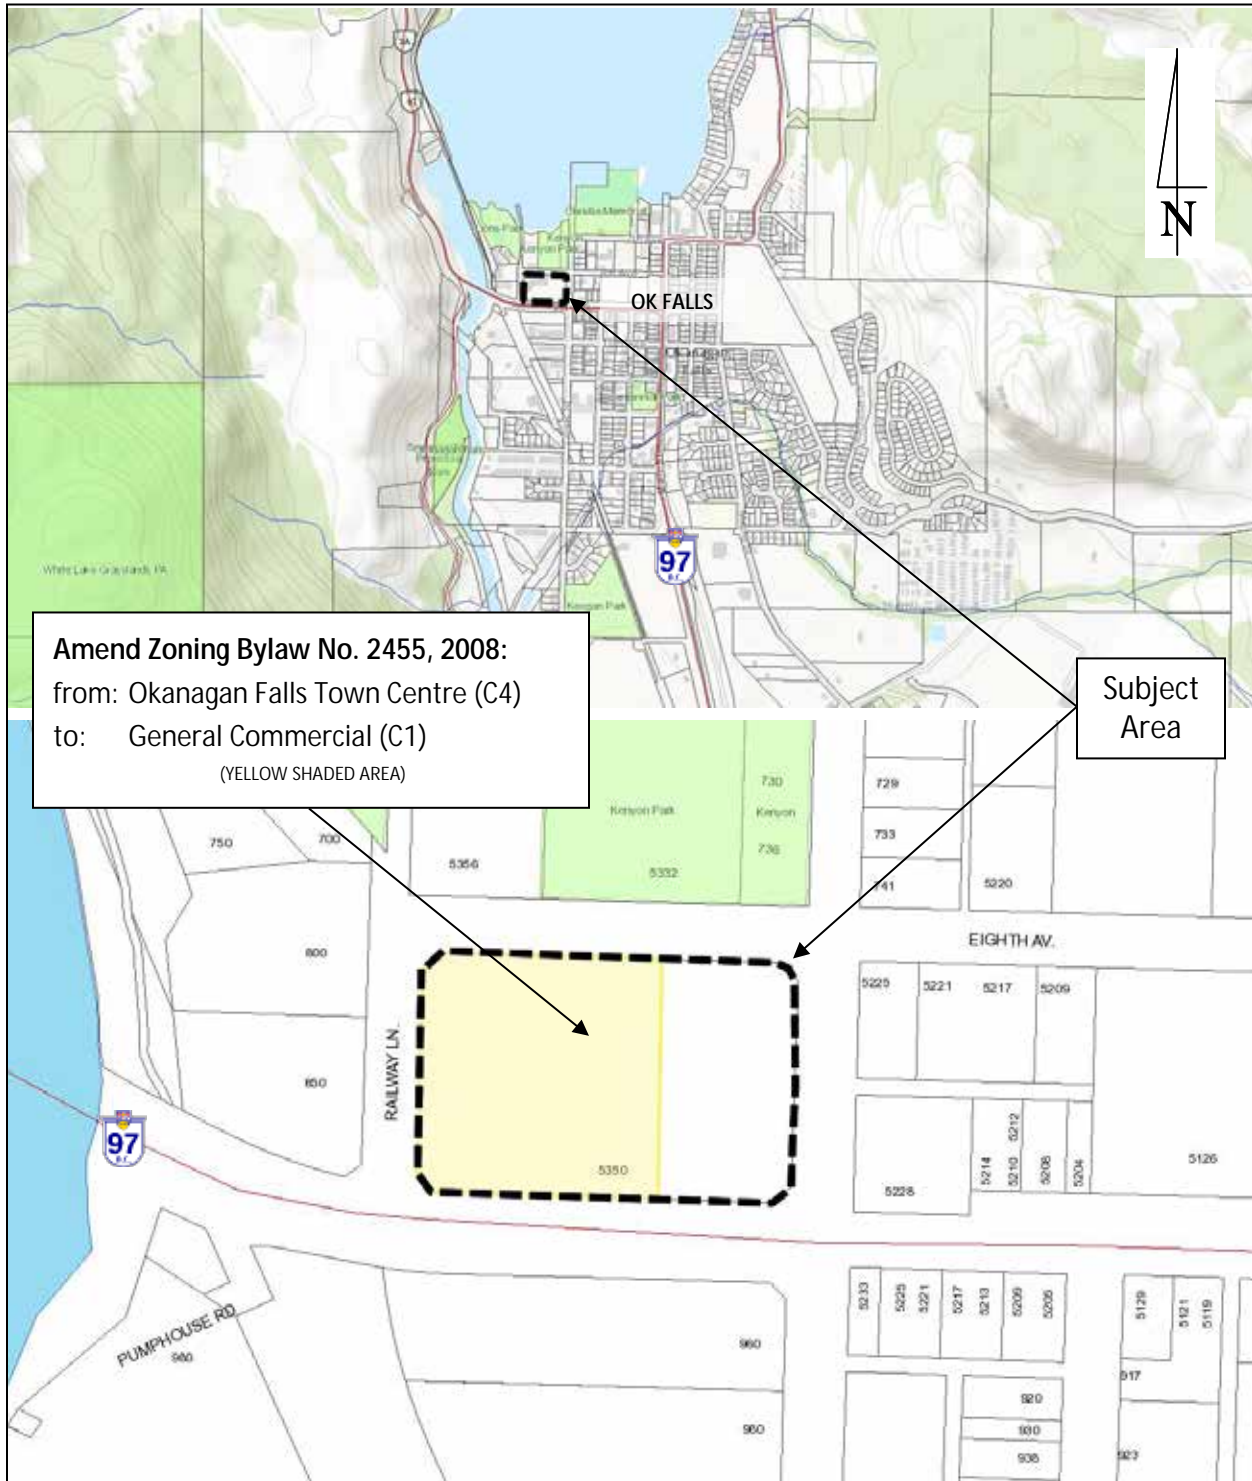 N
OK FALLS
97
B.C.
White Lake Grasslands, PA
Kenyon Park
Amend Zoning Bylaw No. 2455, 2008:
from: Okanagan Falls Town Centre (C4)
to: General Commercial (C1)
(YELLOW SHADED AREA)
Subject
Area
750
700
5356
Kenyon Park
5332
730
Kenyon
736
729
733
741
5220
EIGHTH AV.
800
850
RAILWAY LN.
5350
5225
5221
5217
5209
97
B.C.
5228
5214
5210
5212
5208
5204
5126
PUMPHOUSE RD
980
960
960
5233
5225
5221
5217
5213
5209
5205
5129
5121
5119
917
920
930
938
923